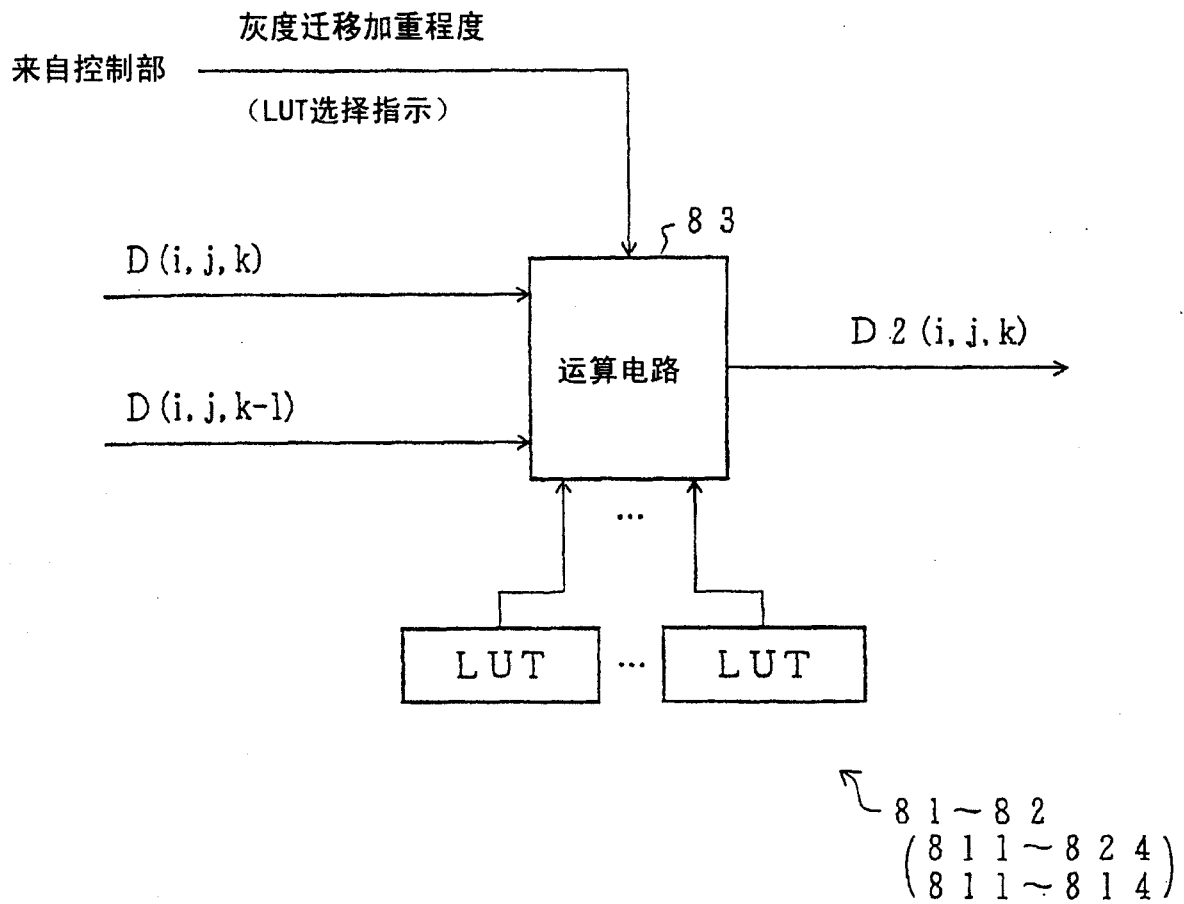 灰度迁移加重程度
来自控制部
（LUT选择指示）
83
D(i,j,k)
D2(i,j,k)
运算电路
D(i,j,k-1)
…
LUT … LUT
81～82
(811～824
811～814)